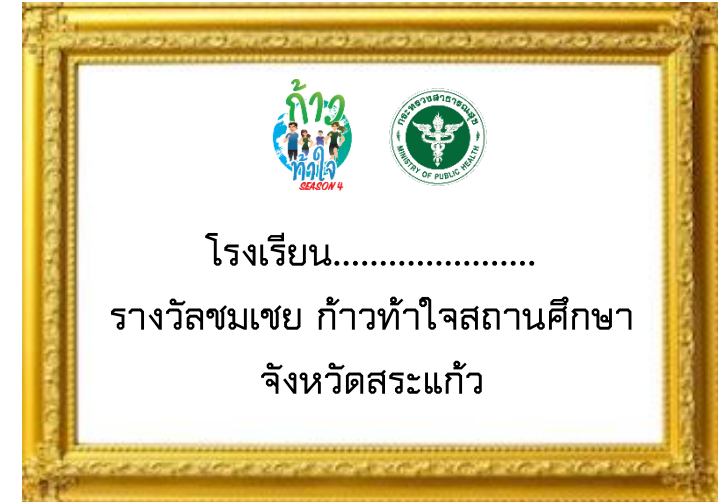 ก้าว
ท้าใจ
SEASON 4
กระทรวงสาธารณสุข
MINISTRY OF PUBLIC HEALTH
โรงเรียน......................
รางวัลชมเชย ก้าวท้าใจสถานศึกษา
จังหวัดสระแก้ว